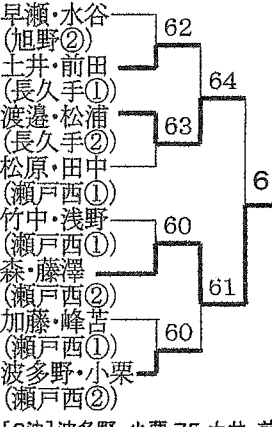 早瀬・水谷
(旭野②)
62
土井・前田
(長久手①)
64
渡邉・松浦
(長久手②)
63
松原・田中
(瀬戸西①)
6
竹中・浅野
(瀬戸西①)
60
森・藤澤
(瀬戸西②)
61
加藤・峰苫
(瀬戸西①)
60
波多野・小栗
(瀬戸西②)